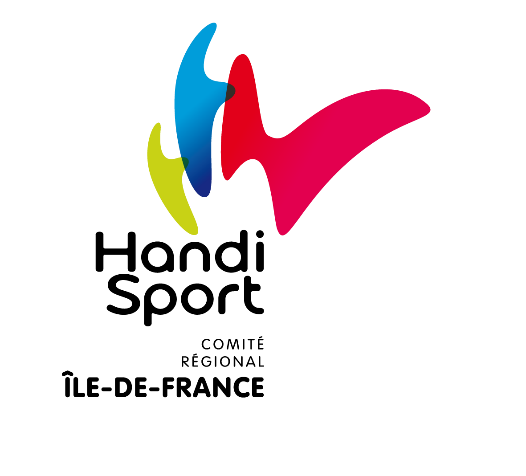 Handi
Sport
COMITÉ
RÉGIONAL
ÎLE-DE-FRANCE